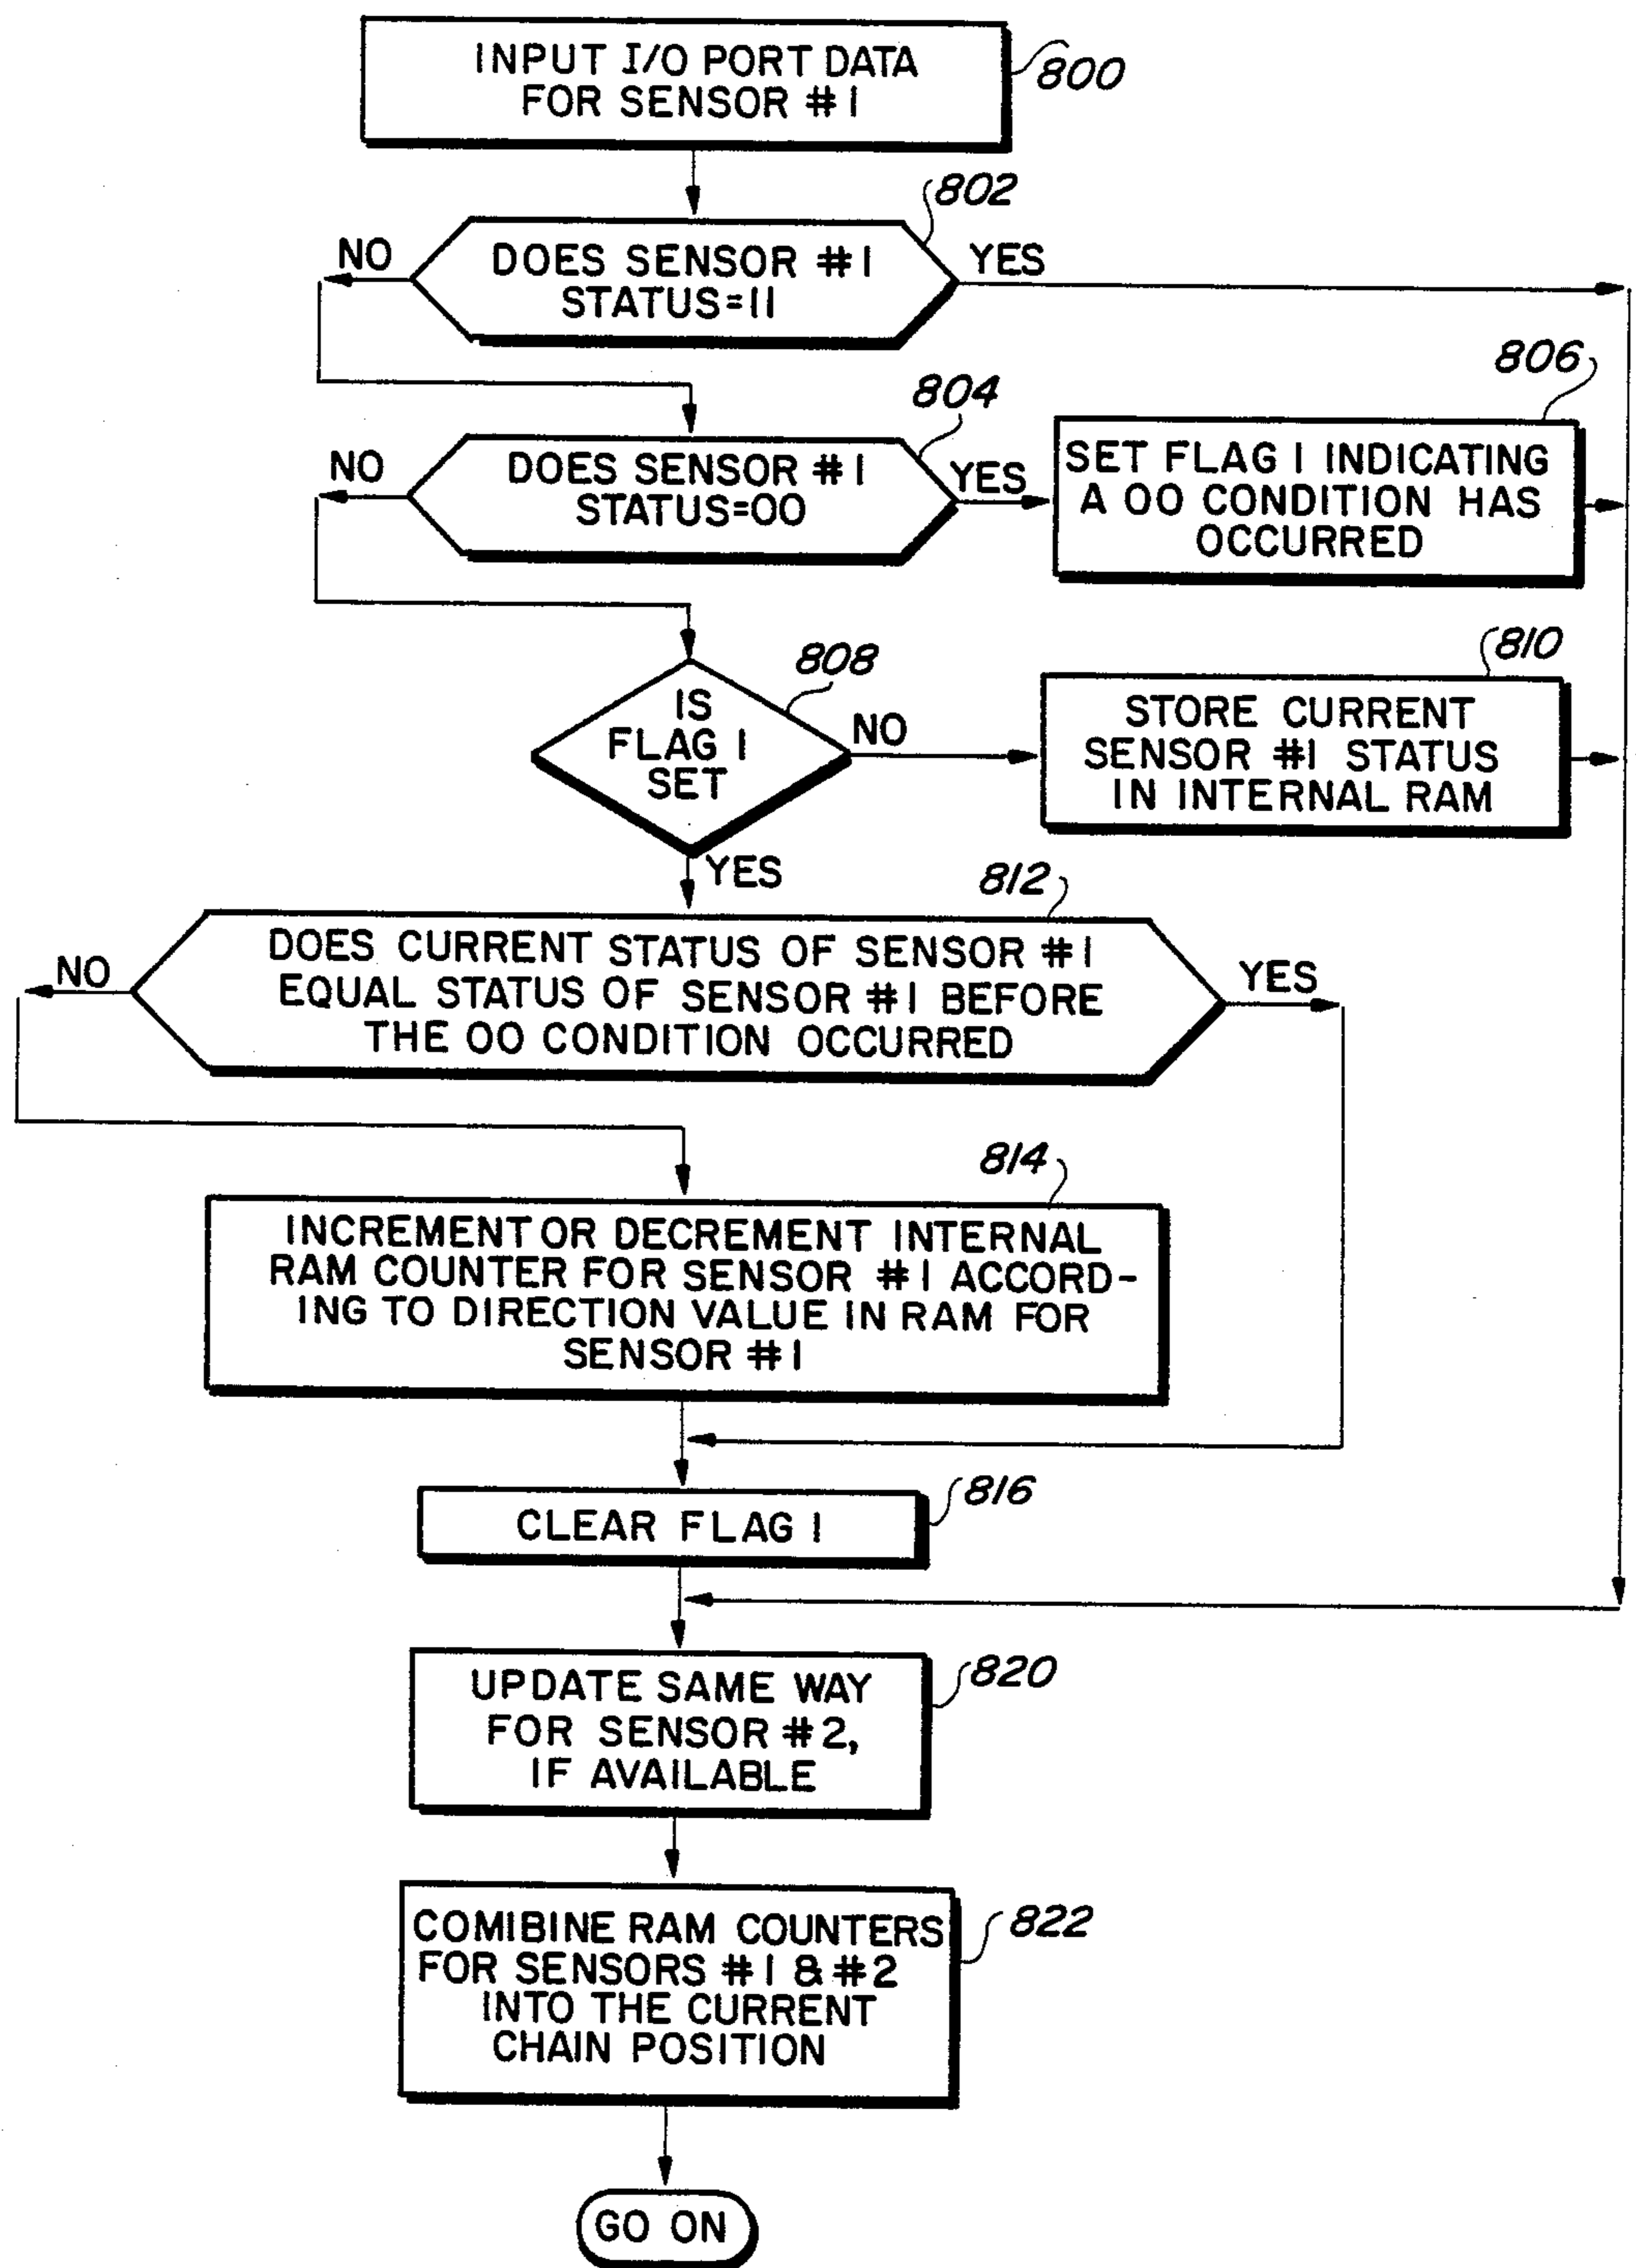 INPUT I/O PORT DATA
FOR SENSOR #1
800
802
DOES SENSOR #1
STATUS=11
NO
YES
804
DOES SENSOR #1
STATUS=00
NO
YES
806
SET FLAG 1 INDICATING
A 00 CONDITION HAS
OCCURRED
808
IS
FLAG 1
SET
NO
YES
810
STORE CURRENT
SENSOR #1 STATUS
IN INTERNAL RAM
812
DOES CURRENT STATUS OF SENSOR #1
EQUAL STATUS OF SENSOR #1 BEFORE
THE 00 CONDITION OCCURRED
NO
YES
814
INCREMENT OR DECREMENT INTERNAL
RAM COUNTER FOR SENSOR #1 ACCORD-
ING TO DIRECTION VALUE IN RAM FOR
SENSOR #1
816
CLEAR FLAG 1
820
UPDATE SAME WAY
FOR SENSOR #2,
IF AVAILABLE
822
COMIBINE RAM COUNTERS
FOR SENSORS #1 & #2
INTO THE CURRENT
CHAIN POSITION
GO ON